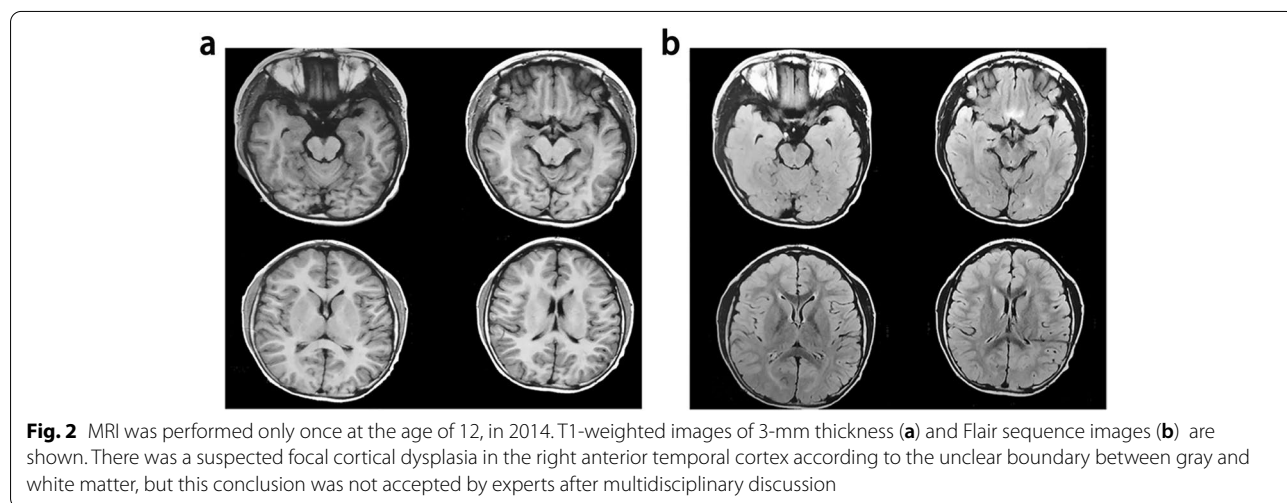 a
b
Fig. 2 MRI was performed only once at the age of 12, in 2014. T1-weighted images of 3-mm thickness (a) and Flair sequence images (b) are
shown. There was a suspected focal cortical dysplasia in the right anterior temporal cortex according to the unclear boundary between gray and
white matter, but this conclusion was not accepted by experts after multidisciplinary discussion